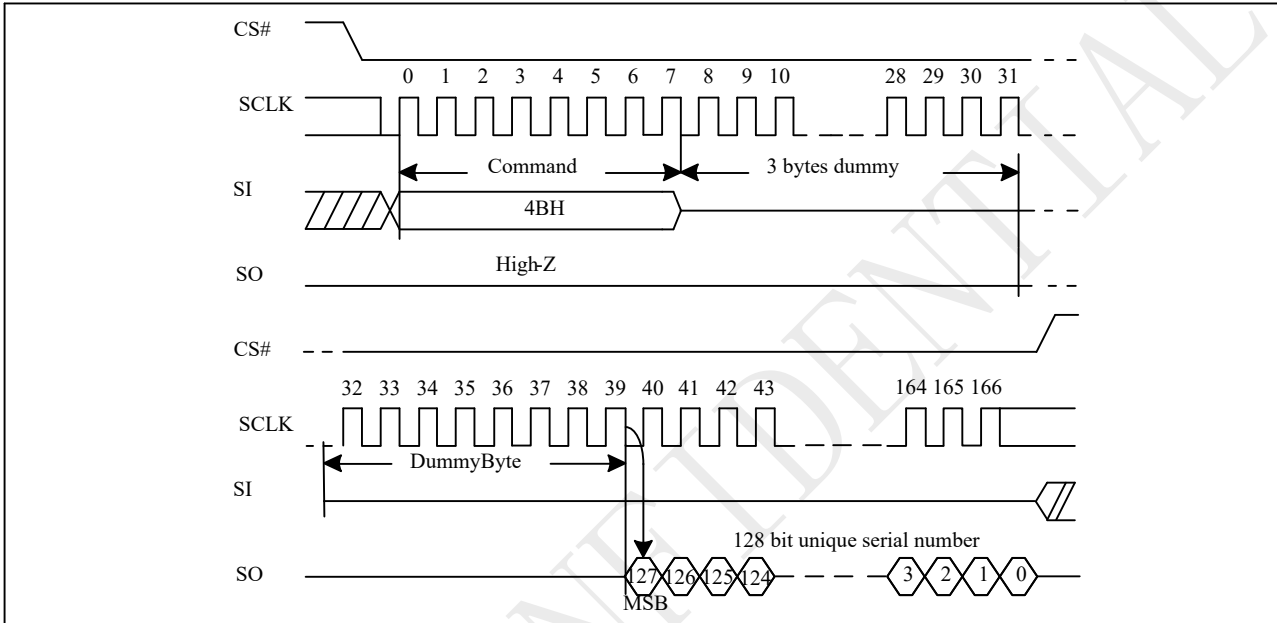 CS#
0 1 2 3 4 5 6 7 8 9 10 28 29 30 31
SCLK
Command 3 bytes dummy
SI
4BH
High-Z
SO
CS#
32 33 34 35 36 37 38 39 40 41 42 43 164 165 166
SCLK
DummyByte
SI
128 bit unique serial number
SO
127 126 125 124 3 2 1 0
MSB
NFIDENTIAL